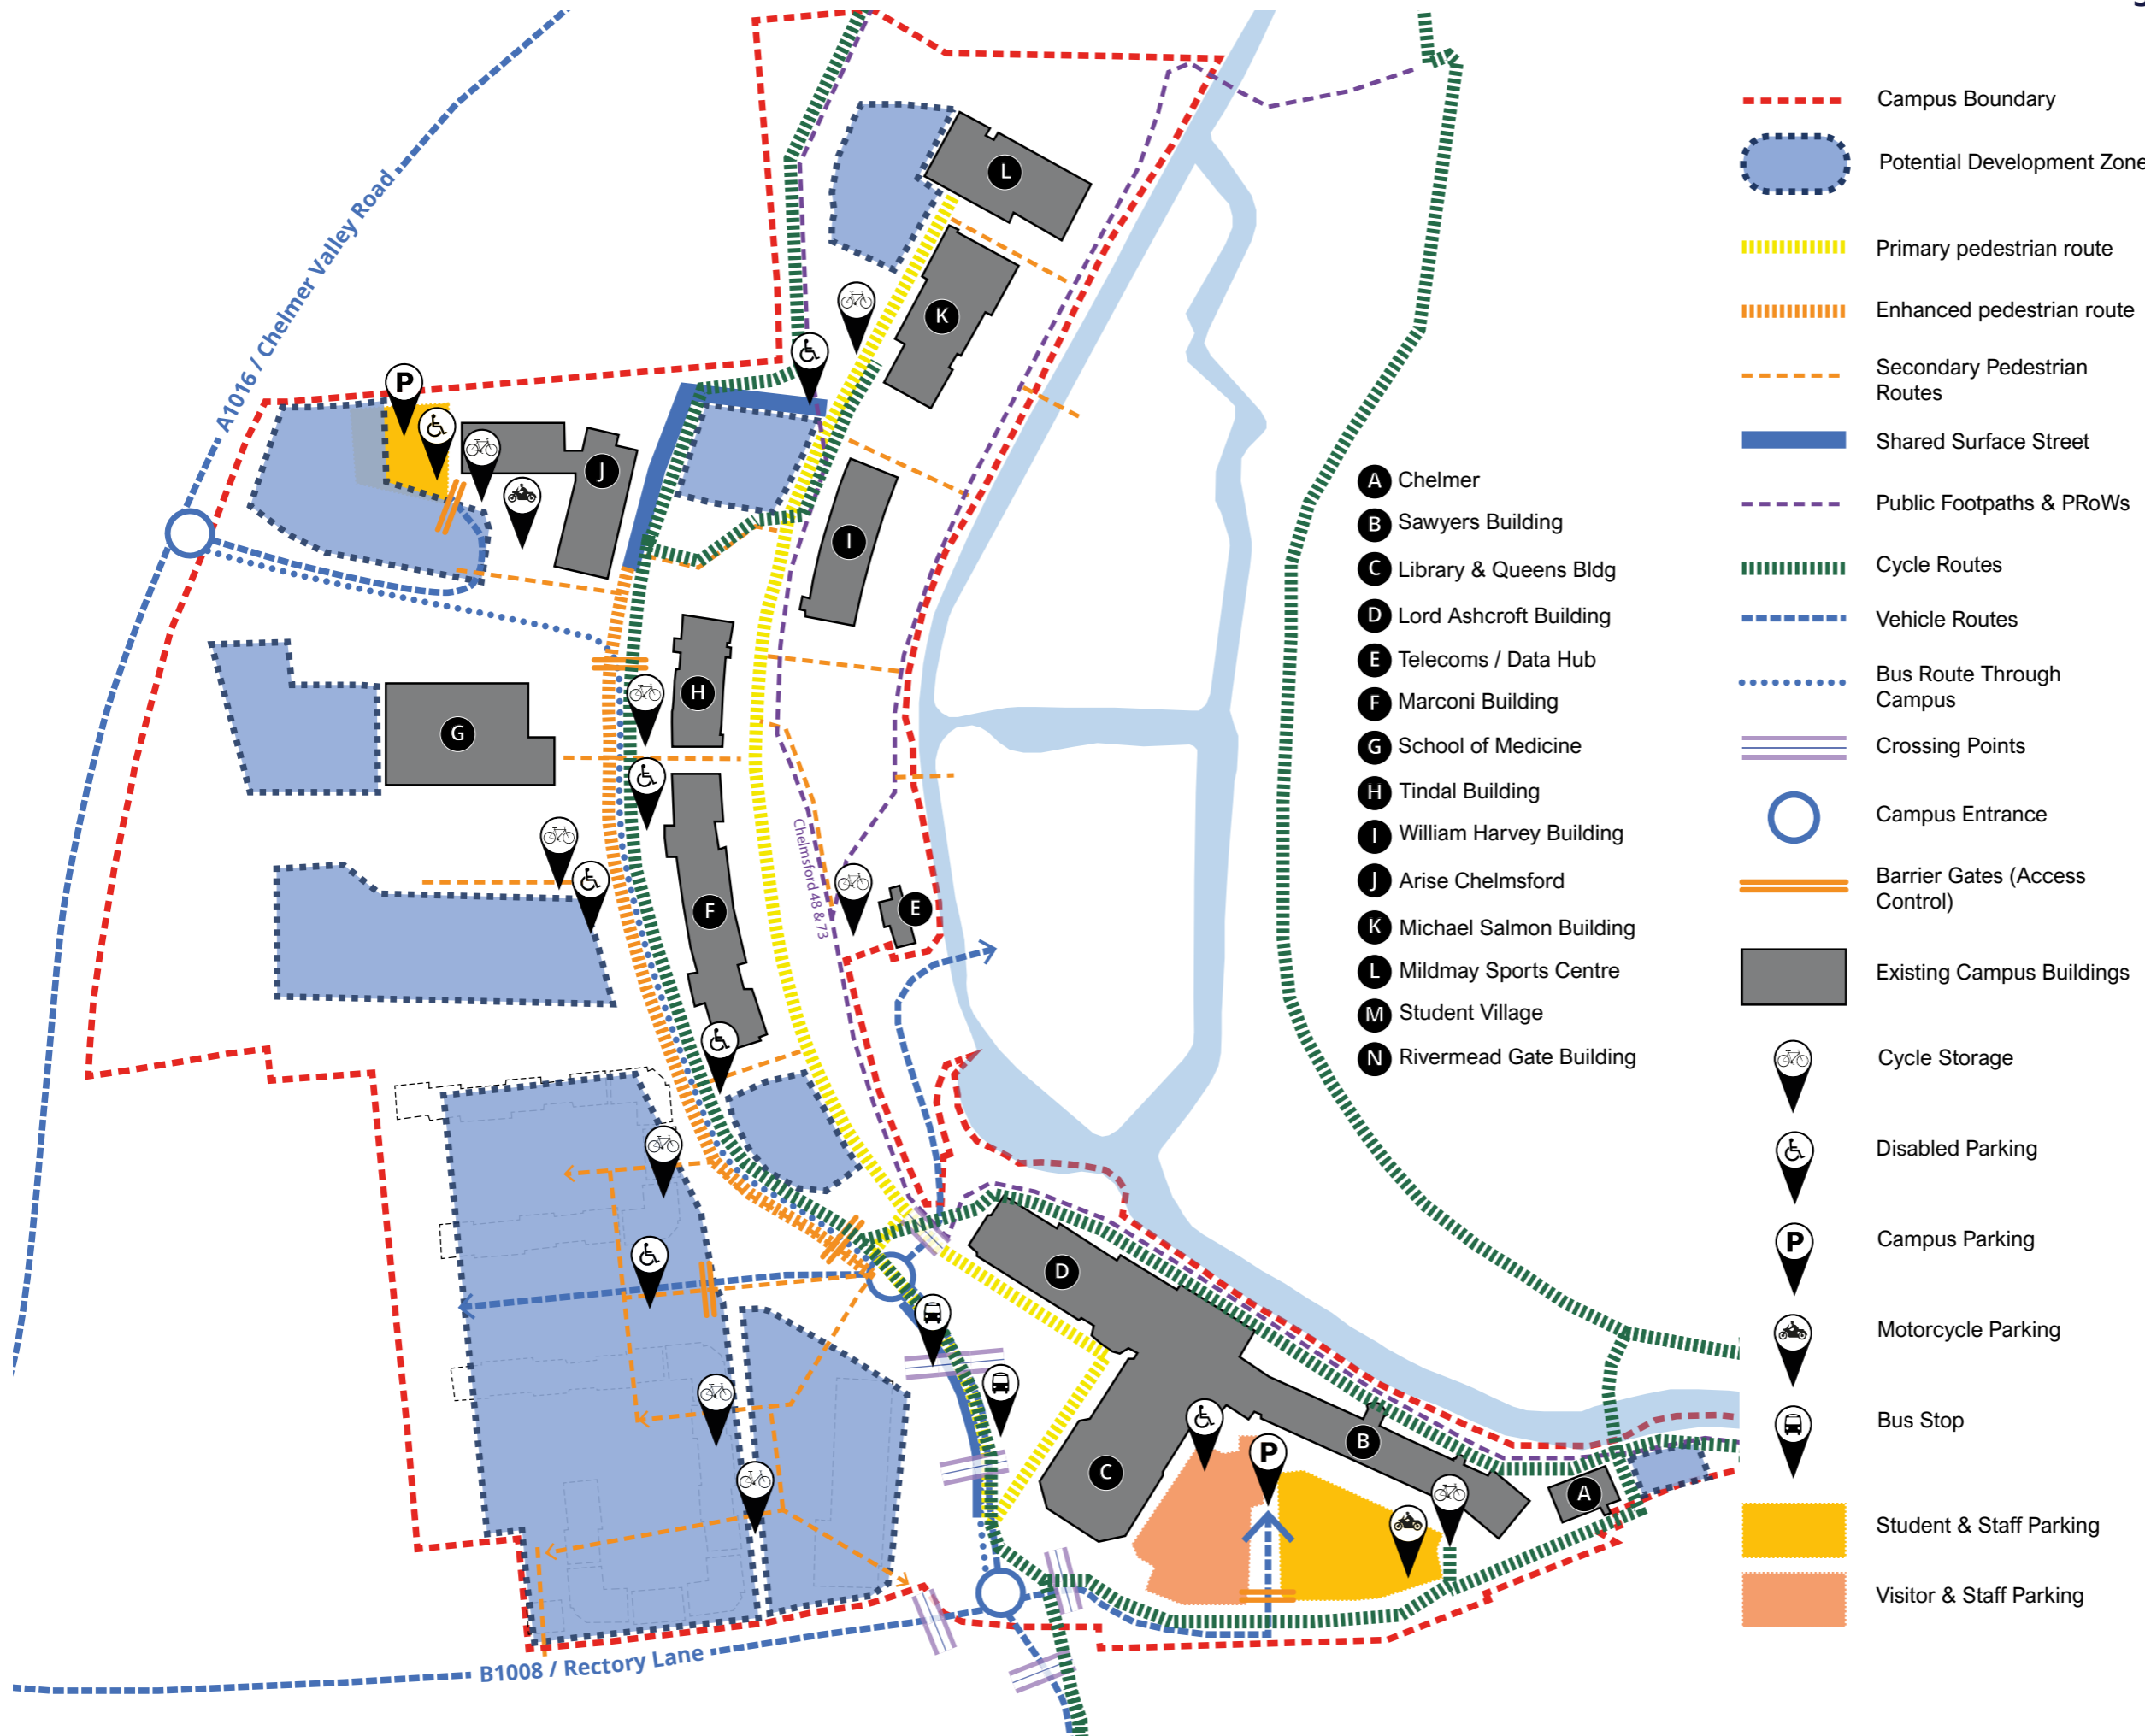 A1016 / Chelmer Valley Road
Chelmsford 48 & 73
B1008 / Rectory Lane
L
K
J
I
H
G
F
E
D
C
B
A
P
P
A Chelmer
B Sawyers Building
C Library & Queens Bldg
D Lord Ashcroft Building
E Telecoms / Data Hub
F Marconi Building
G School of Medicine
H Tindal Building
I William Harvey Building
J Arise Chelmsford
K Michael Salmon Building
L Mildmay Sports Centre
M Student Village
N Rivermead Gate Building
Campus Boundary
Potential Development Zone
Primary pedestrian route
Enhanced pedestrian route
Secondary Pedestrian
Routes
Shared Surface Street
Public Footpaths & PRoWs
Cycle Routes
Vehicle Routes
Bus Route Through
Campus
Crossing Points
Campus Entrance
Barrier Gates (Access
Control)
Existing Campus Buildings
Cycle Storage
Disabled Parking
P Campus Parking
Motorcycle Parking
Bus Stop
Student & Staff Parking
Visitor & Staff Parking